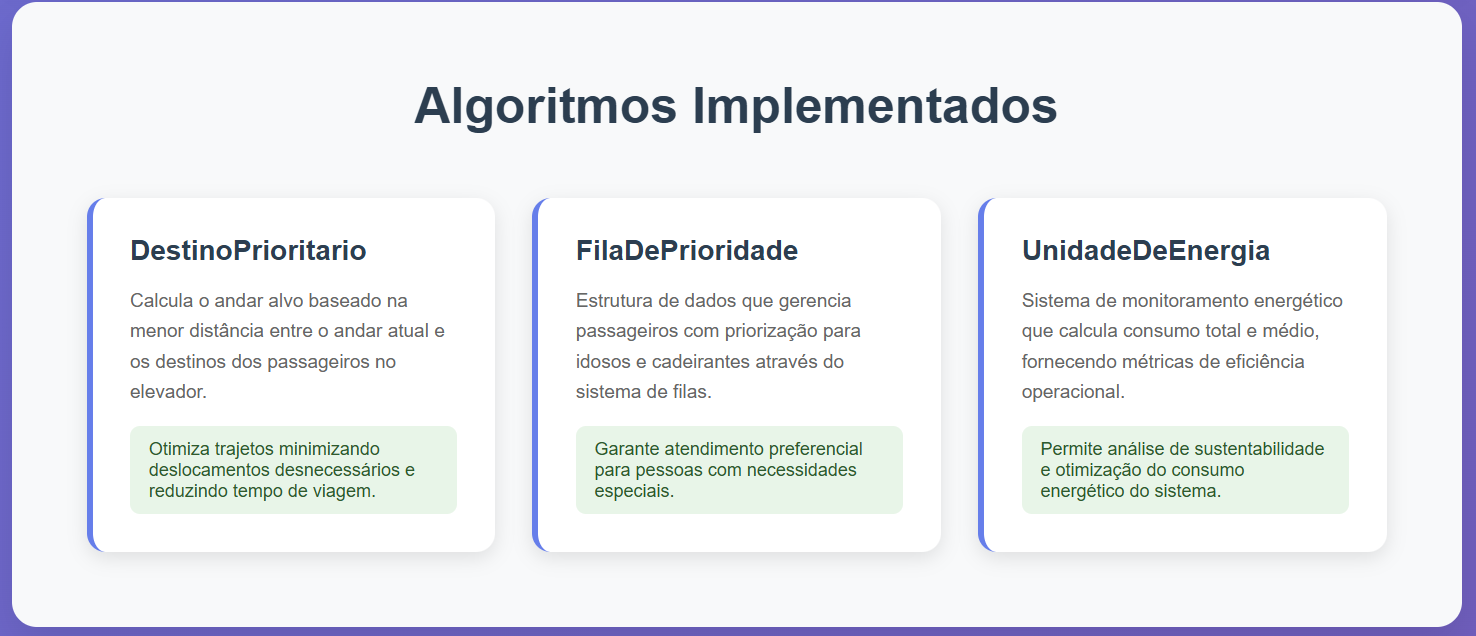 Algoritmos Implementados
DestinoPrioritario
Calcula o andar alvo baseado na
menor distância entre o andar atual e
os destinos dos passageiros no
elevador.
Otimiza trajetos minimizando
deslocamentos desnecessários e
reduzindo tempo de viagem.
FilaDePrioridade
Estrutura de dados que gerencia
passageiros com priorização para
idosos e cadeirantes através do
sistema de filas.
Garante atendimento preferencial
para pessoas com necessidades
especiais.
UnidadeDeEnergia
Sistema de monitoramento energético
que calcula consumo total e médio,
fornecendo métricas de eficiência
operacional.
Permite análise de sustentabilidade
e otimização do consumo
energético do sistema.